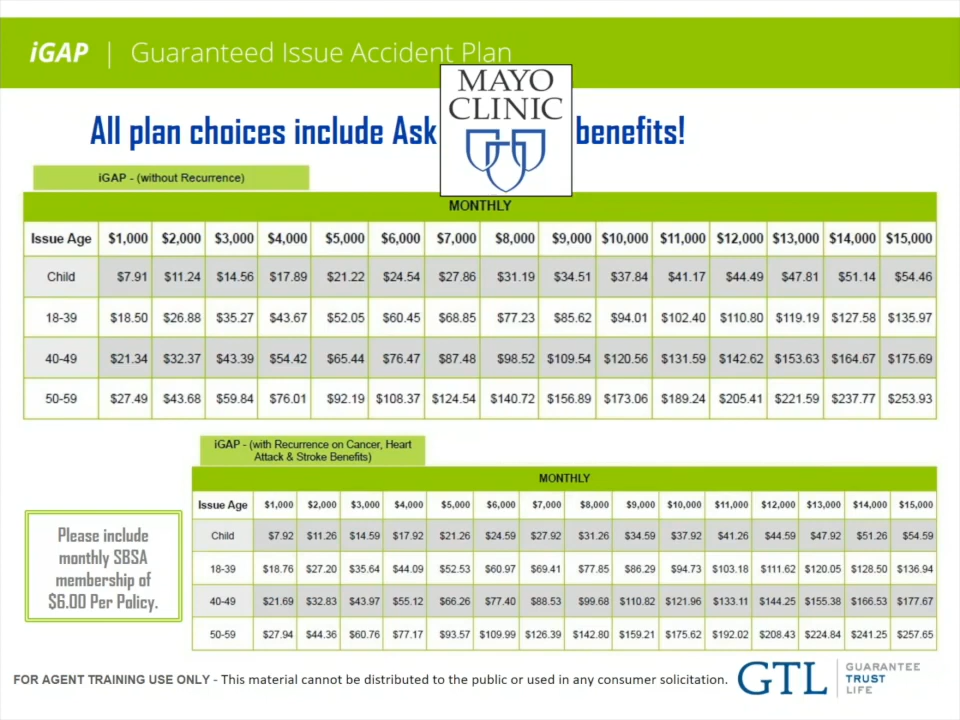 iGAP | Guaranteed Issue Accident Plan
MAYO
CLINIC
All plan choices include Ask benefits!
iGAP - (without Recurrence)
MONTHLY
Issue Age $1,000 $2,000 $3,000 $4,000 $5,000 $6,000 $7,000 $8,000 $9,000 $10,000 $11,000 $12,000 $13,000 $14,000 $15,000
Child $7.91 $11.24 $14.56 $17.89 $21.22 $24.54 $27.86 $31.19 $34.51 $37.84 $41.17 $44.49 $47.81 $51.14 $54.46
18-39 $18.50 $26.88 $35.27 $43.67 $52.05 $60.45 $68.85 $77.23 $85.62 $94.01 $102.40 $110.80 $119.19 $127.58 $135.97
40-49 $21.34 $32.37 $43.39 $54.42 $65.44 $76.47 $87.48 $98.52 $109.54 $120.56 $131.59 $142.62 $153.63 $164.67 $175.69
50-59 $27.49 $43.68 $59.84 $76.01 $92.19 $108.37 $124.54 $140.72 $156.89 $173.06 $189.24 $205.41 $221.59 $237.77 $253.93
iGAP - (with Recurrence on Cancer, Heart
Attack & Stroke Benefits)
MONTHLY
Issue Age $1,000 $2,000 $3,000 $4,000 $5,000 $6,000 $7,000 $8,000 $9,000 $10,000 $11,000 $12,000 $13,000 $14,000 $15,000
Child $7.92 $11.26 $14.59 $17.92 $21.26 $24.59 $27.92 $31.26 $34.59 $37.92 $41.26 $44.59 $47.92 $51.26 $54.59
18-39 $18.76 $27.20 $35.64 $44.09 $52.53 $60.97 $69.41 $77.85 $86.29 $94.73 $103.18 $111.62 $120.05 $128.50 $136.94
40-49 $21.69 $32.83 $43.97 $55.12 $66.26 $77.40 $88.53 $99.68 $110.82 $121.96 $133.11 $144.25 $155.38 $166.53 $177.67
50-59 $27.94 $44.36 $60.76 $77.17 $93.57 $109.99 $126.39 $142.80 $159.21 $175.62 $192.02 $208.43 $224.84 $241.25 $257.65
Please include
monthly SBSA
membership of
$6.00 Per Policy.
FOR AGENT TRAINING USE ONLY - This material cannot be distributed to the public or used in any consumer solicitation.
GTL
GUARANTEE
TRUST
LIFE